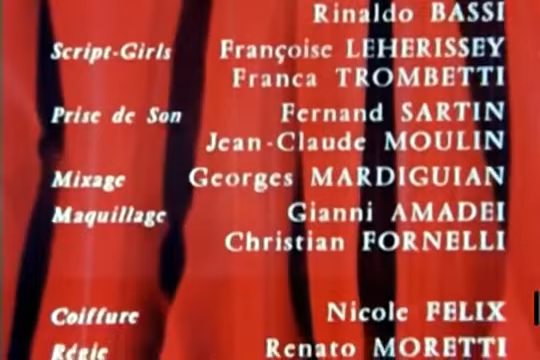 Rinaldo BASSI
Script-Girls Françoise LEHERISSEY
Franca TROMBETTI
Prise de Son Fernand SARTIN
Jean-Claude MOULIN
Mixage Georges MARDIGUIAN
Maquillage Gianni AMADEI
Christian FORNELLI
Coiffure Nicole FELIX
Régie Renato MORETTI